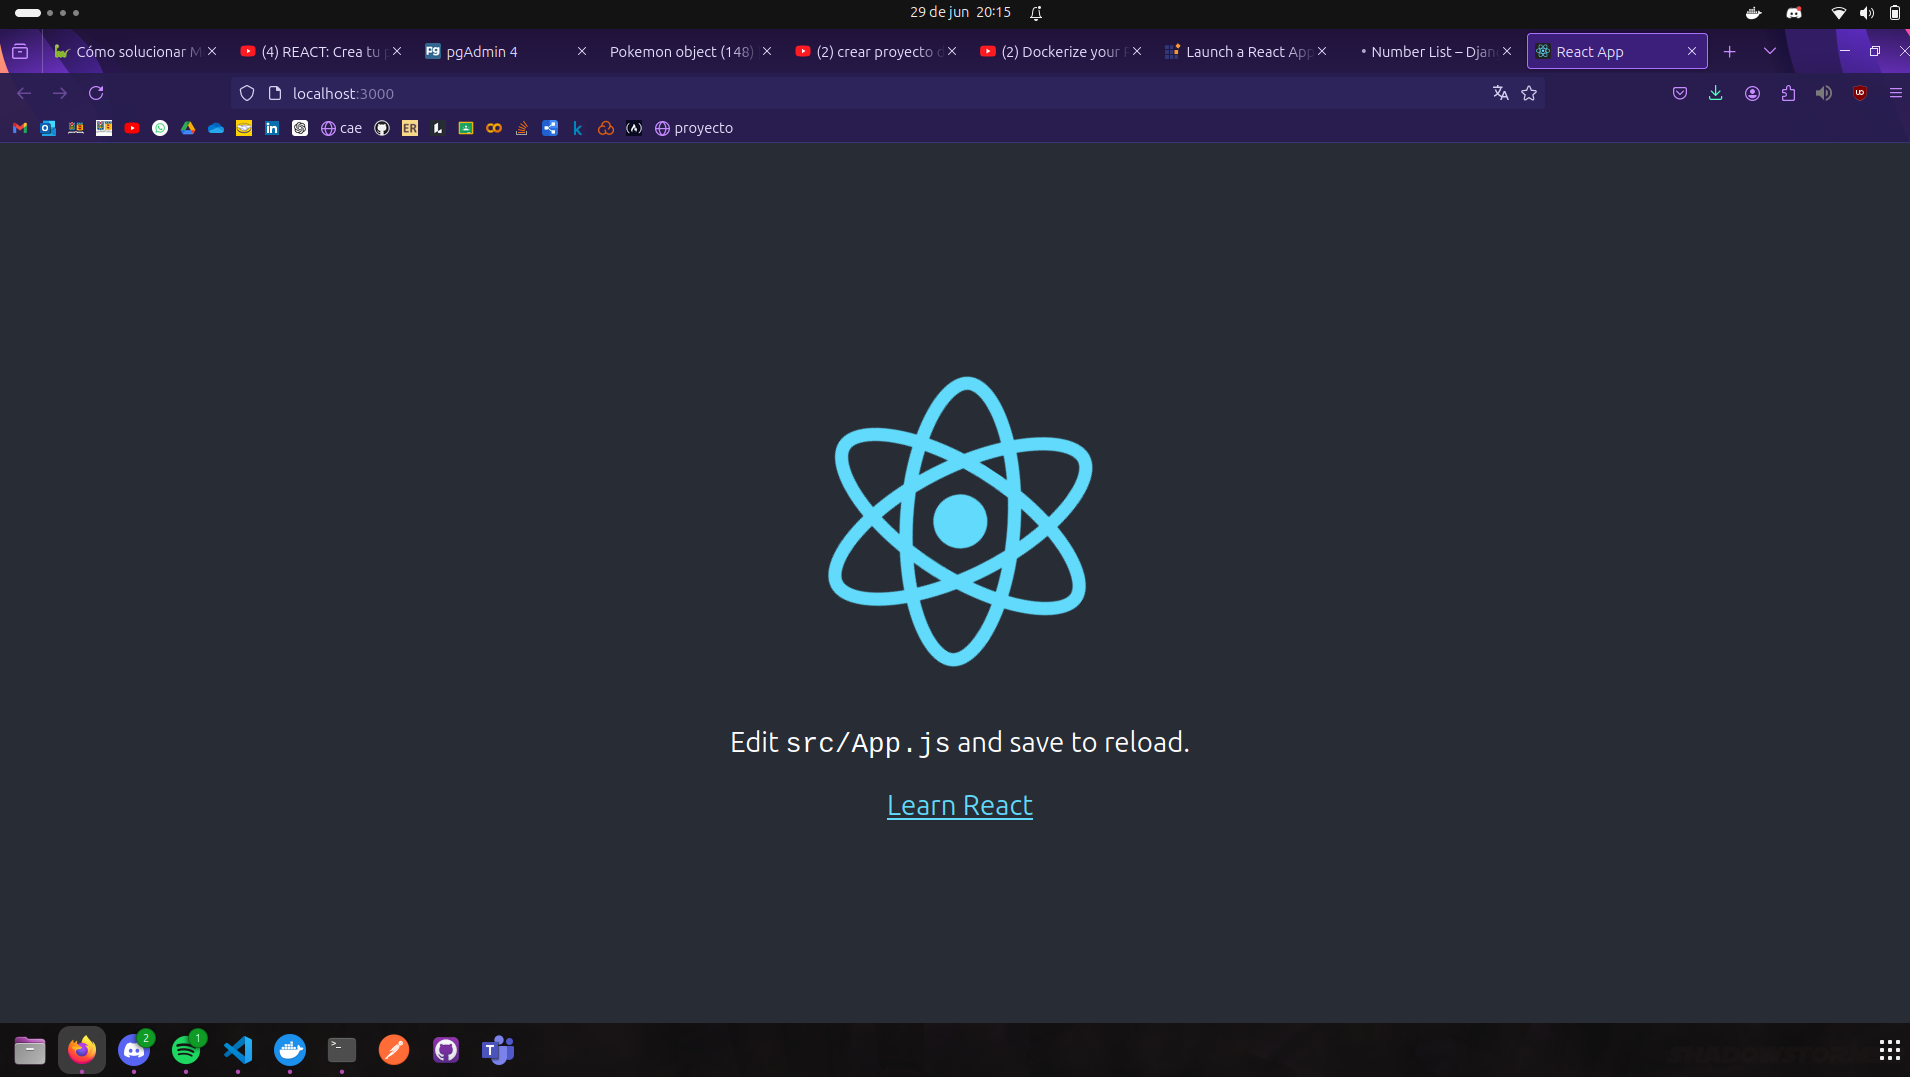 29 de jun 20:15
Cómo solucionar M
(4) REACT: Crea tu p
pgAdmin 4
Pokemon object (148)
(2) crear proyecto d
(2) Dockerize your
Launch a React App
Number List – Djan
React App
localhost:3000
cae
ER
proyecto
Edit src/App.js and save to reload.
Learn React
2
1